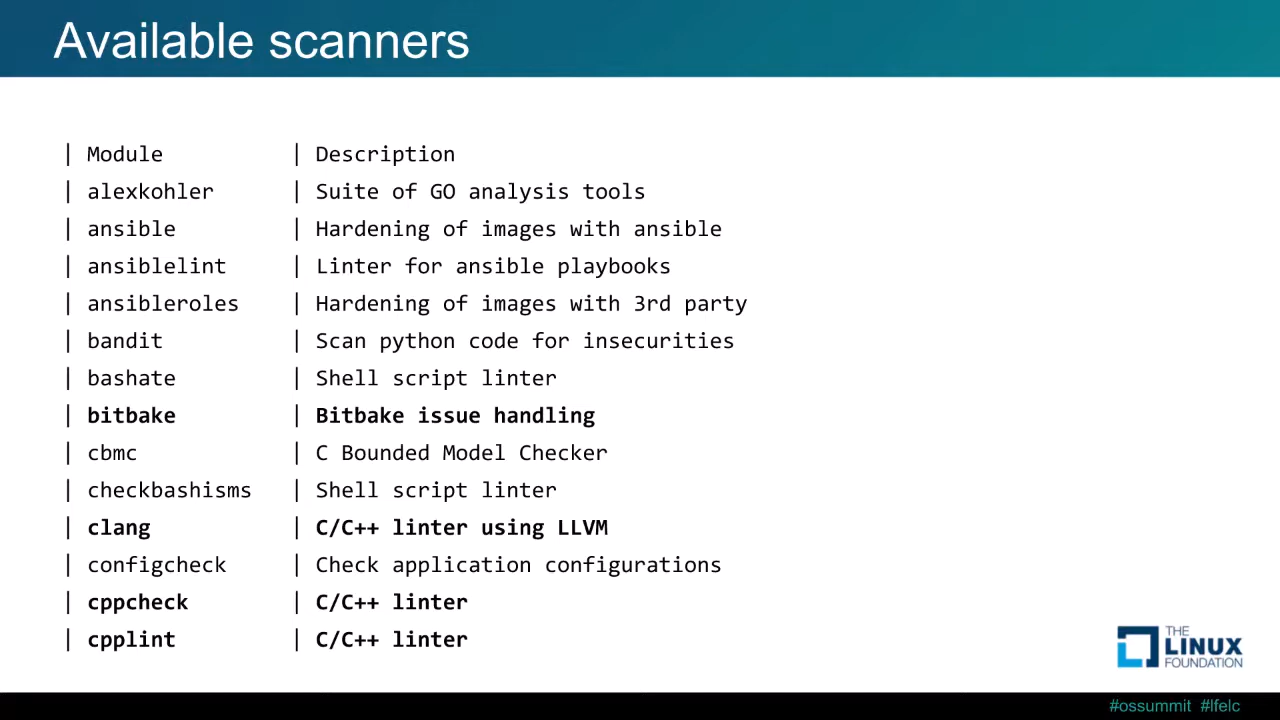 Available scanners
| Module | Description
| alexkohler | Suite of GO analysis tools
| ansible | Hardening of images with ansible
| ansiblelint | Linter for ansible playbooks
| ansibleroles | Hardening of images with 3rd party
| bandit | Scan python code for insecurities
| bashate | Shell script linter
| bitbake | Bitbake issue handling
| cbmc | C Bounded Model Checker
| checkbashisms | Shell script linter
| clang | C/C++ linter using LLVM
| configcheck | Check application configurations
| cppcheck | C/C++ linter
| cpplint | C/C++ linter
THE
LINUX
FOUNDATION
#ossummit #lfelc